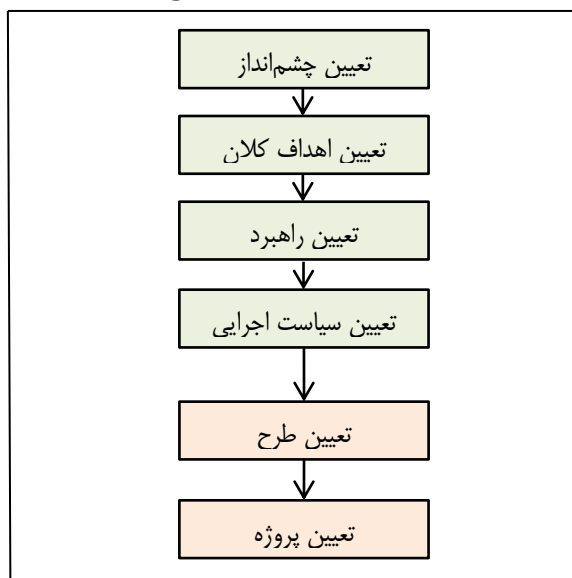 تعیین چشم‌انداز
تعیین اهداف کلان
تعیین راهبرد
تعیین سیاست اجرایی
تعیین طرح
تعیین پروژه